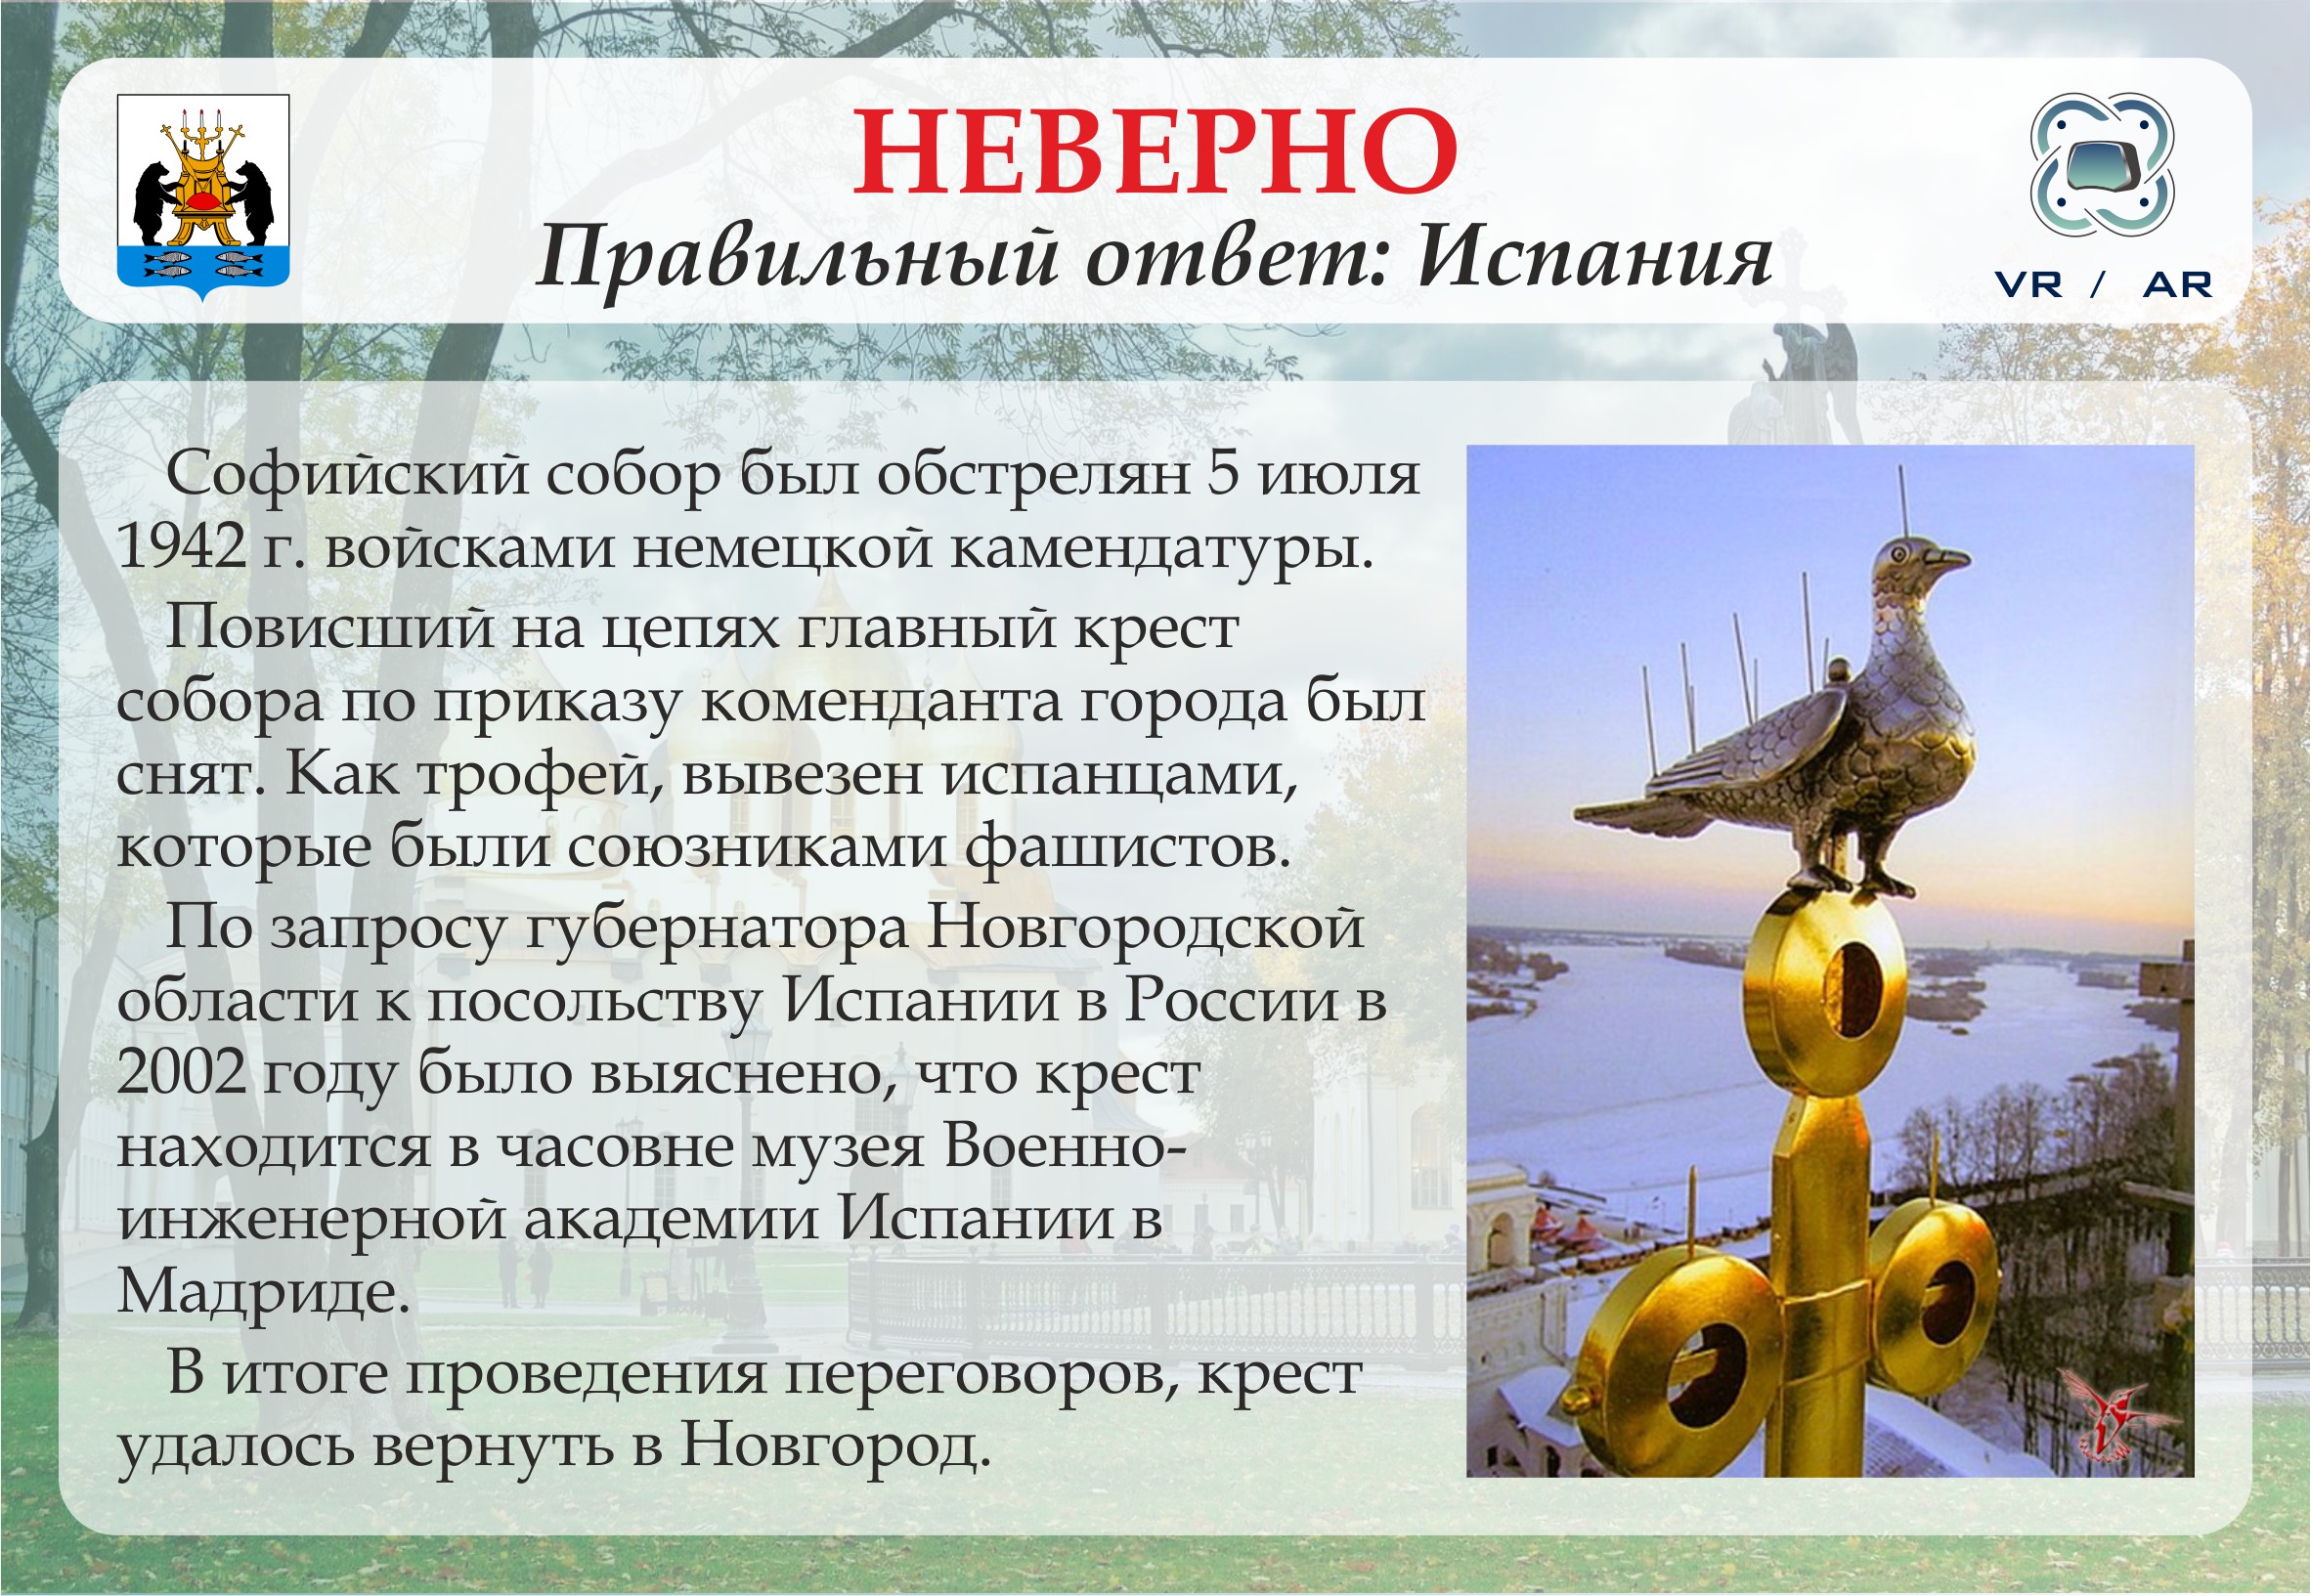 НЕВЕРНО
Правильный ответ: Испания
VR / AR
Софийский собор был обстрелян 5 июля
1942 г. войсками немецкой камендатуры.
Повисший на цепях главный крест
собора по приказу коменданта города был
снят. Как трофей, вывезен испанцами,
которые были союзниками фашистов.
По запросу губернатора Новгородской
области к посольству Испании в России в
2002 году было выяснено, что крест
находится в часовне музея Военно-
инженерной академии Испании в
Мадриде.
В итоге проведения переговоров, крест
удалось вернуть в Новгород.